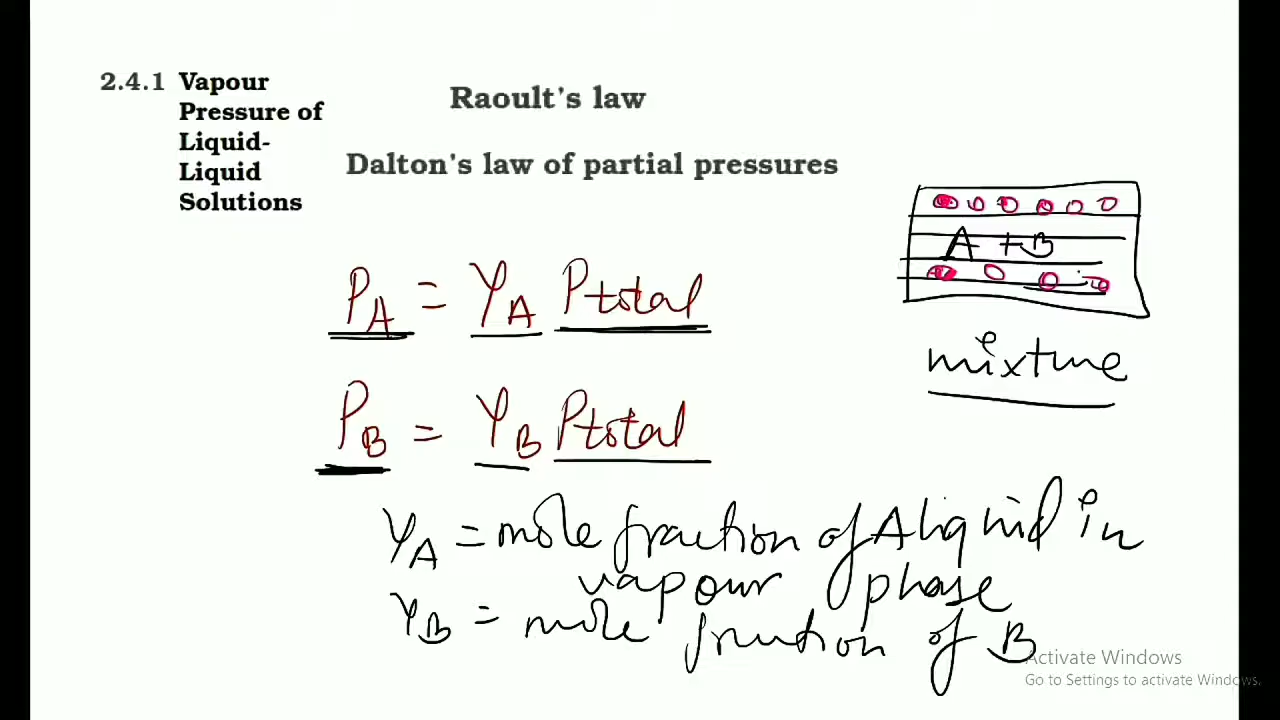 2.4.1 Vapour
Pressure of
Liquid-
Liquid
Solutions
Raoult's law
Dalton's law of partial pressures
A + B
mixture
PA = YA Ptotal
PB = YB Ptotal
YA = mole fraction of A liquid in
vapour phase
YB = mole fraction of B
Activate Windows
Go to Settings to activate Windows.